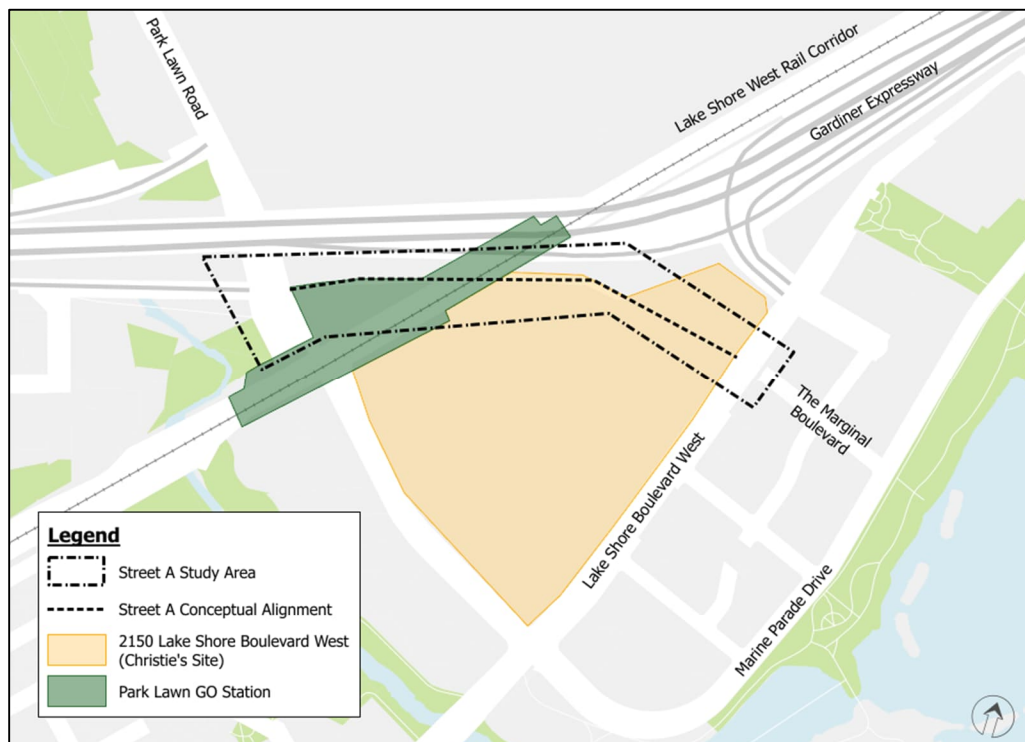 Park Lawn Road
Lake Shore West Rail Corridor
Gardiner Expressway
The Marginal
Boulevard
Lake Shore Boulevard West
Marine Parade Drive
Legend
Street A Study Area
Street A Conceptual Alignment
2150 Lake Shore Boulevard West
(Christie's Site)
Park Lawn GO Station